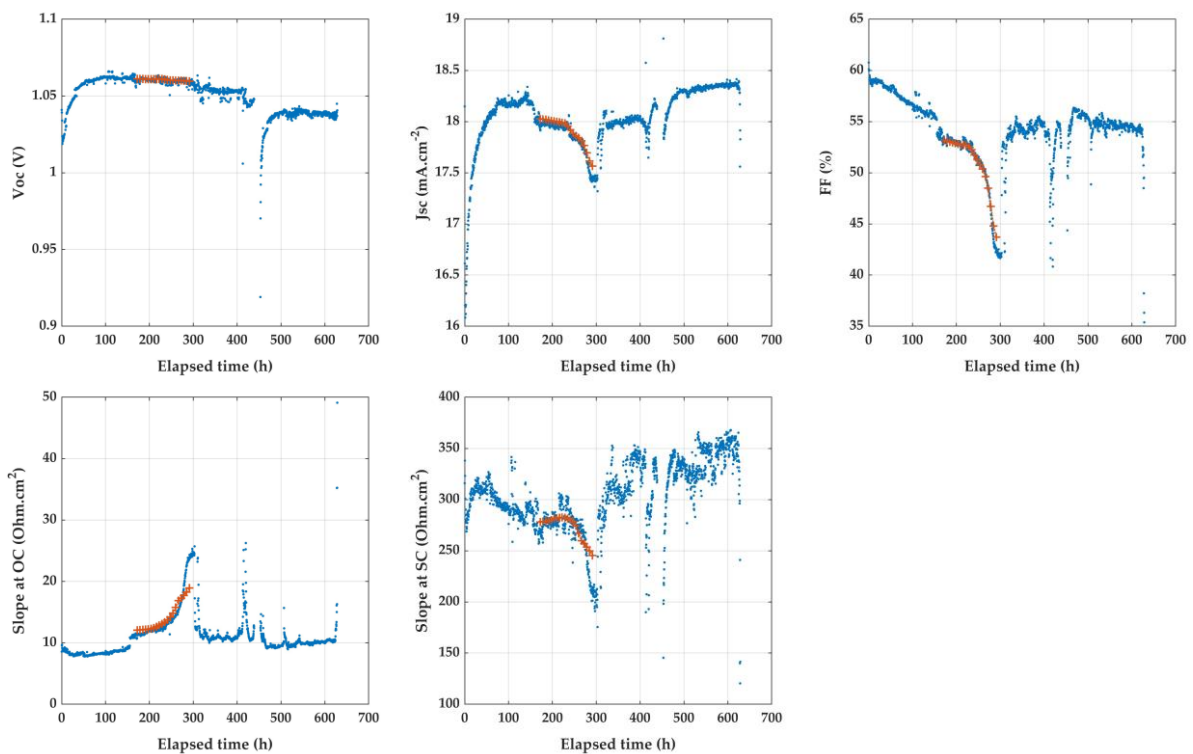 1.1
1.05
1
0.95
0.9
Voc (V)
0 100 200 300 400 500 600 700
Elapsed time (h)
19
18.5
18
17.5
17
16.5
16
Jsc (mA.cm-2)
0 100 200 300 400 500 600 700
Elapsed time (h)
65
60
55
50
45
40
35
FF (%)
0 100 200 300 400 500 600 700
Elapsed time (h)
50
40
30
20
10
0
Slope at OC (Ohm.cm2)
0 100 200 300 400 500 600 700
Elapsed time (h)
400
350
300
250
200
150
100
Slope at SC (Ohm.cm2)
0 100 200 300 400 500 600 700
Elapsed time (h)